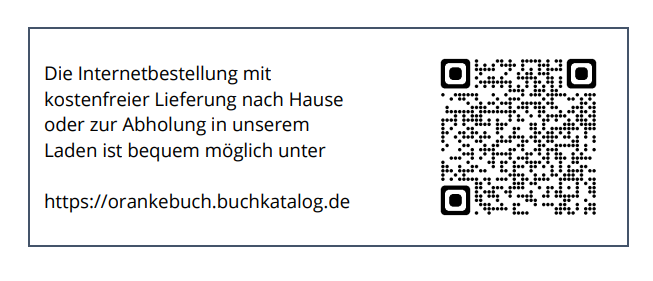 Die Internetbestellung mit
kostenfreier Lieferung nach Hause
oder zur Abholung in unserem
Laden ist bequem möglich unter
https://orankebuch.buchkatalog.de